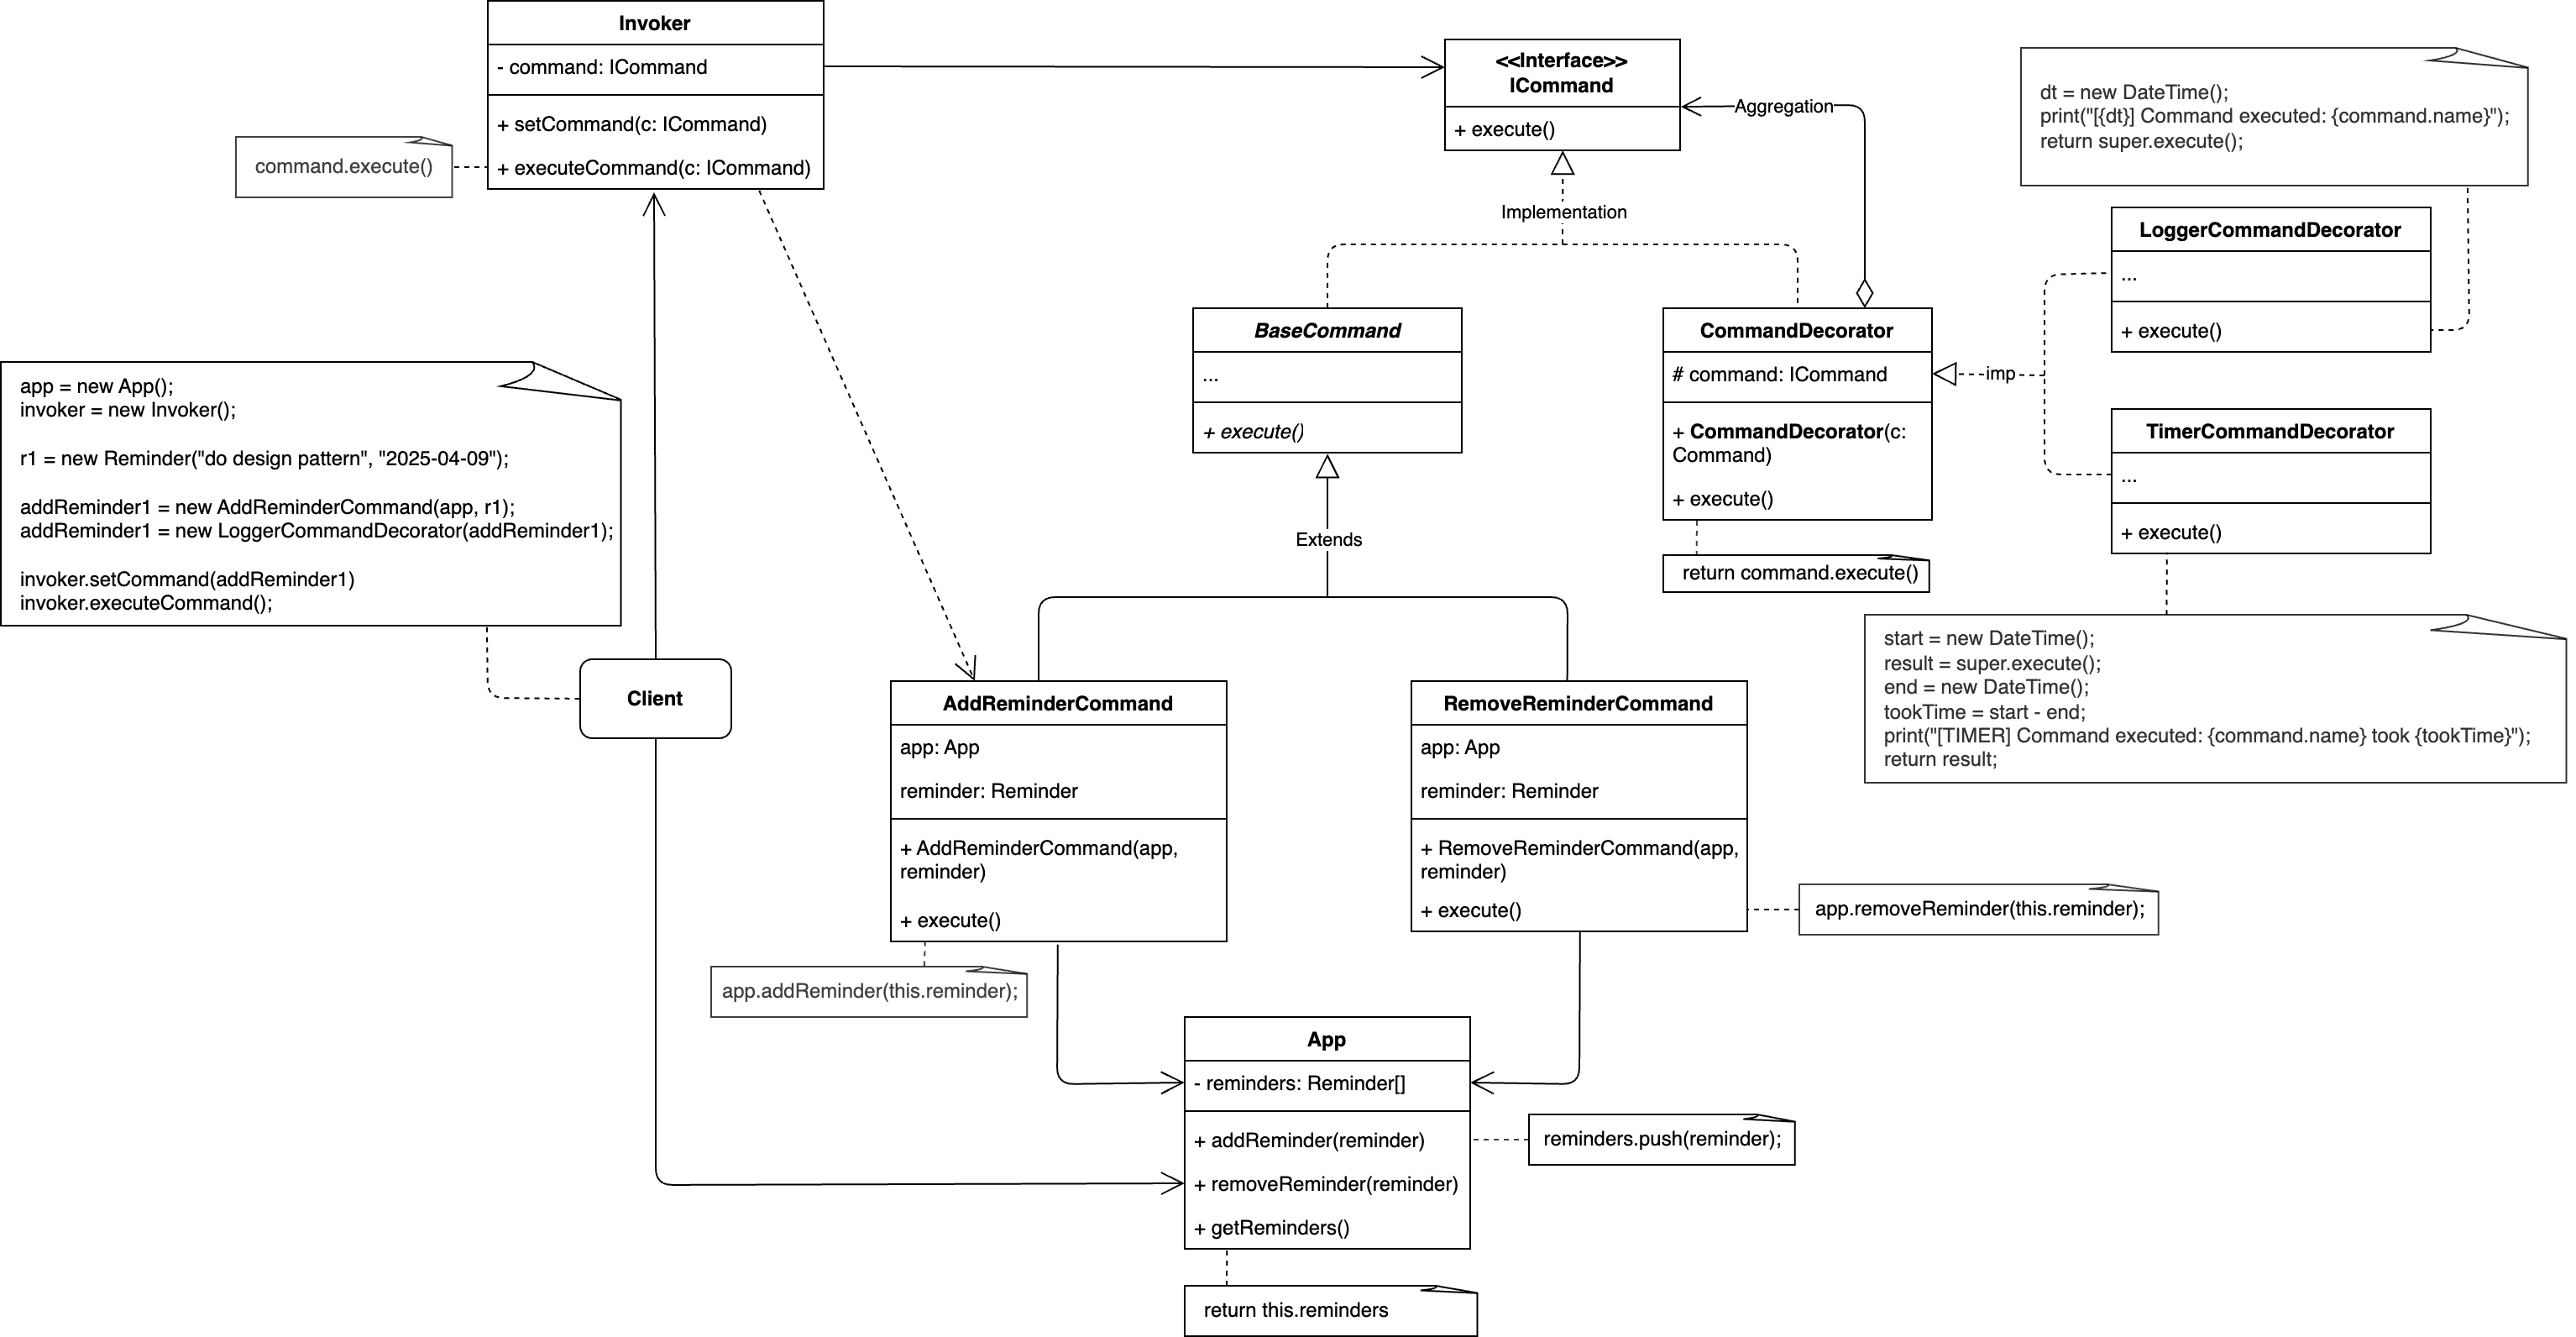 Invoker
- command: ICommand
+ setCommand(c: ICommand)
+ executeCommand(c: ICommand)
command.execute()
<<Interface>>
ICommand
+ execute()
Aggregation
Implementation
dt = new DateTime();
print("[{dt}] Command executed: {command.name}");
return super.execute();
LoggerCommandDecorator
...
+ execute()
BaseCommand
...
+ execute()
CommandDecorator
# command: ICommand
+ CommandDecorator(c:
Command)
+ execute()
imp
return command.execute()
TimerCommandDecorator
...
+ execute()
start = new DateTime();
result = super.execute();
end = new DateTime();
tookTime = start - end;
print("[TIMER] Command executed: {command.name} took {tookTime}");
return result;
app = new App();
invoker = new Invoker();
r1 = new Reminder("do design pattern", "2025-04-09");
addReminder1 = new AddReminderCommand(app, r1);
addReminder1 = new LoggerCommandDecorator(addReminder1);
invoker.setCommand(addReminder1)
invoker.executeCommand();
Client
Extends
AddReminderCommand
app: App
reminder: Reminder
+ AddReminderCommand(app,
reminder)
+ execute()
app.addReminder(this.reminder);
RemoveReminderCommand
app: App
reminder: Reminder
+ RemoveReminderCommand(app,
reminder)
+ execute()
app.removeReminder(this.reminder);
App
- reminders: Reminder[]
+ addReminder(reminder)
+ removeReminder(reminder)
+ getReminders()
reminders.push(reminder);
return this.reminders